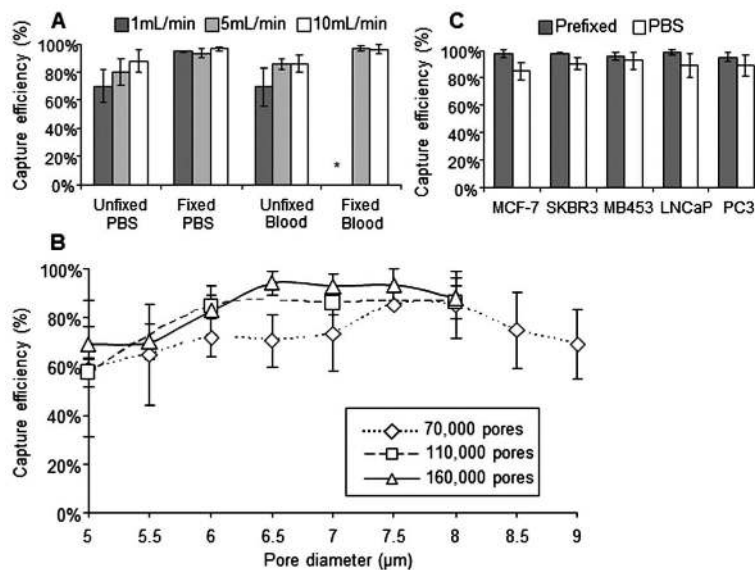 A
1mL/min 5mL/min 10mL/min
Capture efficiency (%)
100%
80%
60%
40%
20%
0%
*
Unfixed PBS
Fixed PBS
Unfixed Blood
Fixed Blood
C
Prefixed PBS
Capture efficiency (%)
100%
80%
60%
40%
20%
0%
MCF-7 SKBR3 MB453 LNCaP PC3
B
Capture efficiency (%)
100%
80%
60%
40%
20%
0%
70,000 pores
110,000 pores
160,000 pores
5 5.5 6 6.5 7 7.5 8 8.5 9
Pore diameter (µm)